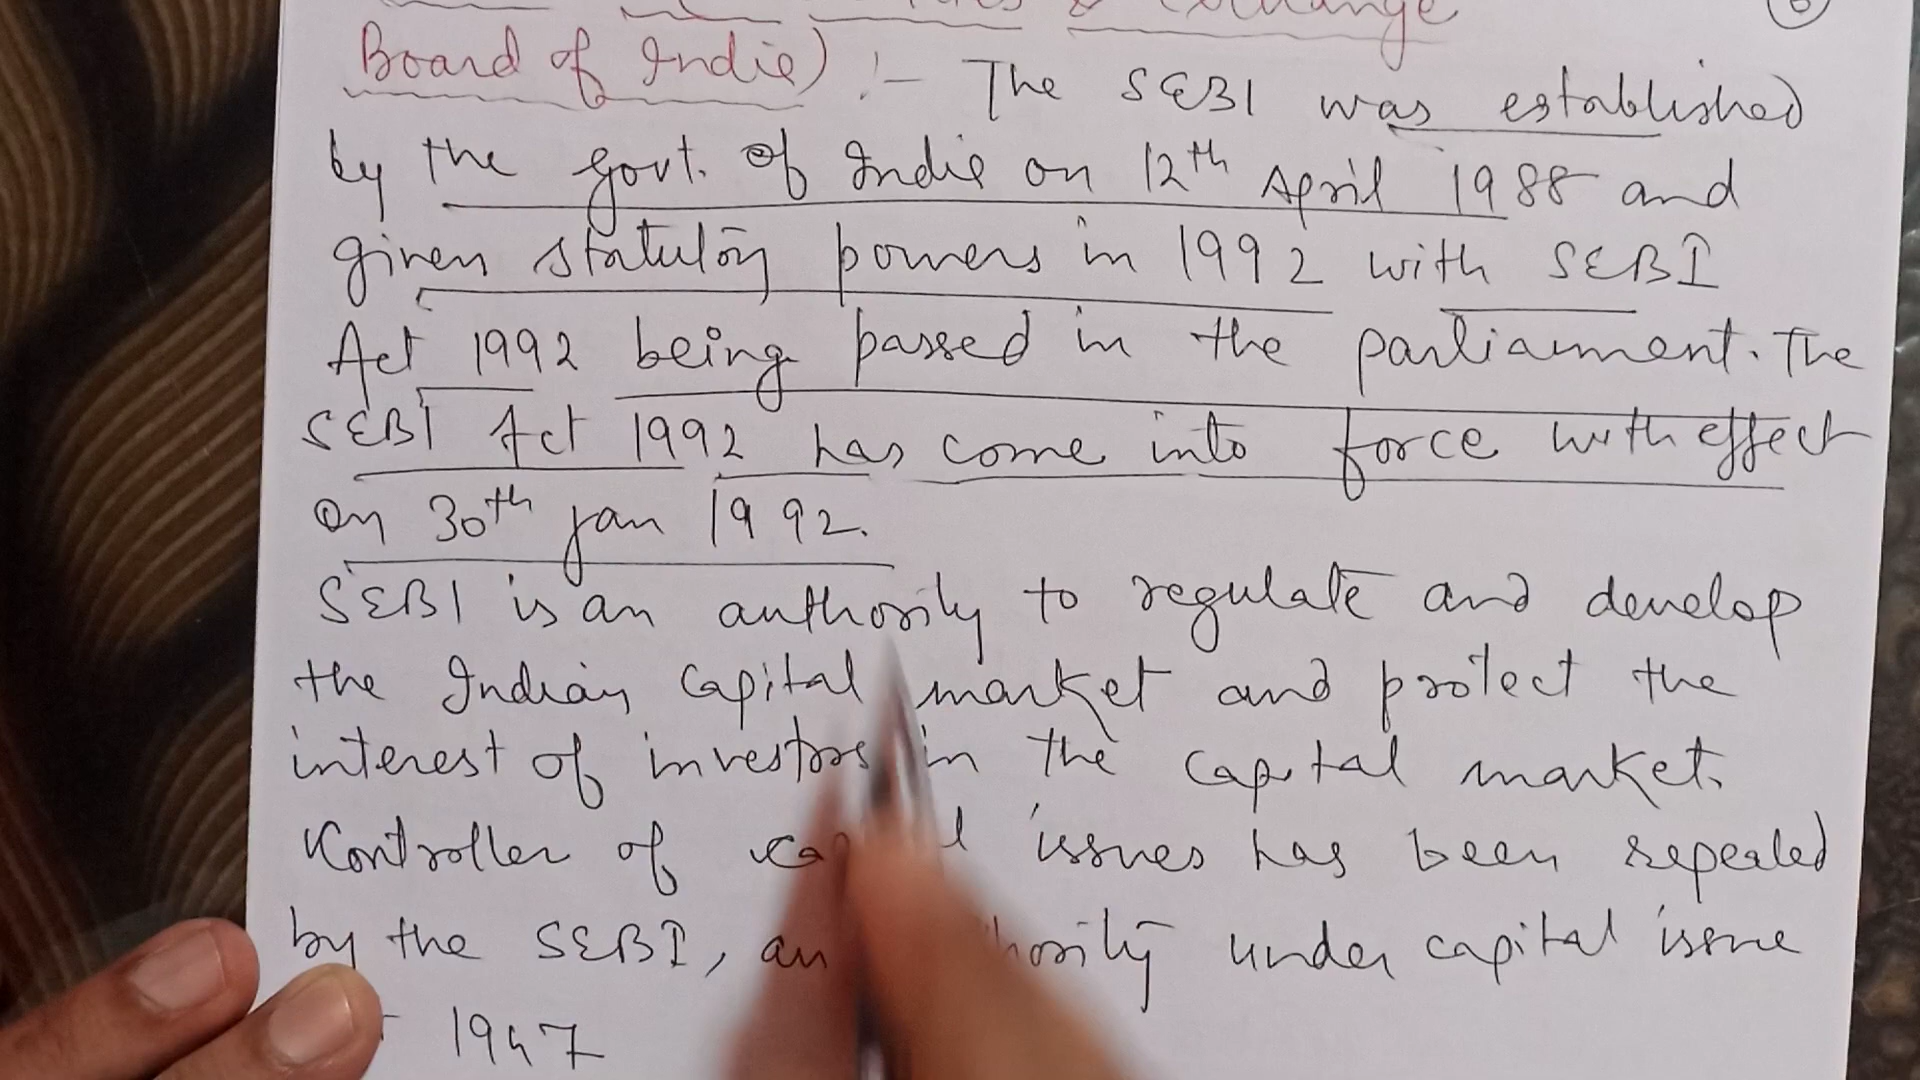 & Exchange
Board of Indie) :- The SEBI was established
by the govt. of Indie on 12th April 1988 and
given statutory powers in 1992 with SEBI
Act 1992 being passed in the parliament. The
SEBI Act 1992 has come into force with effect
on 30th jan 1992.
SEBI is an authority to regulate and develop
the Indian capital market and protect the
interest of investors in the capital market.
Controller of issues has been repealed
by the SEBI, an under capital issue
1947